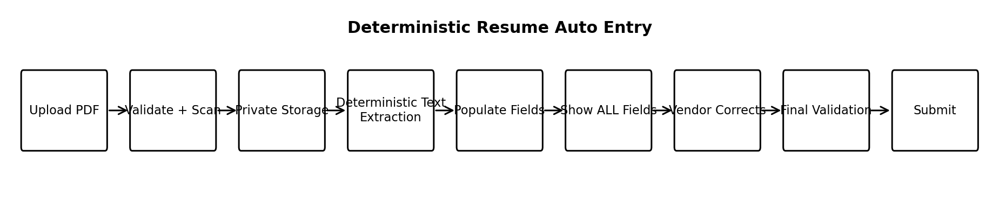 Deterministic Resume Auto Entry
Upload PDF
Validate + Scan
Private Storage
Deterministic Text
Extraction
Populate Fields
Show ALL Fields
Vendor Corrects
Final Validation
Submit